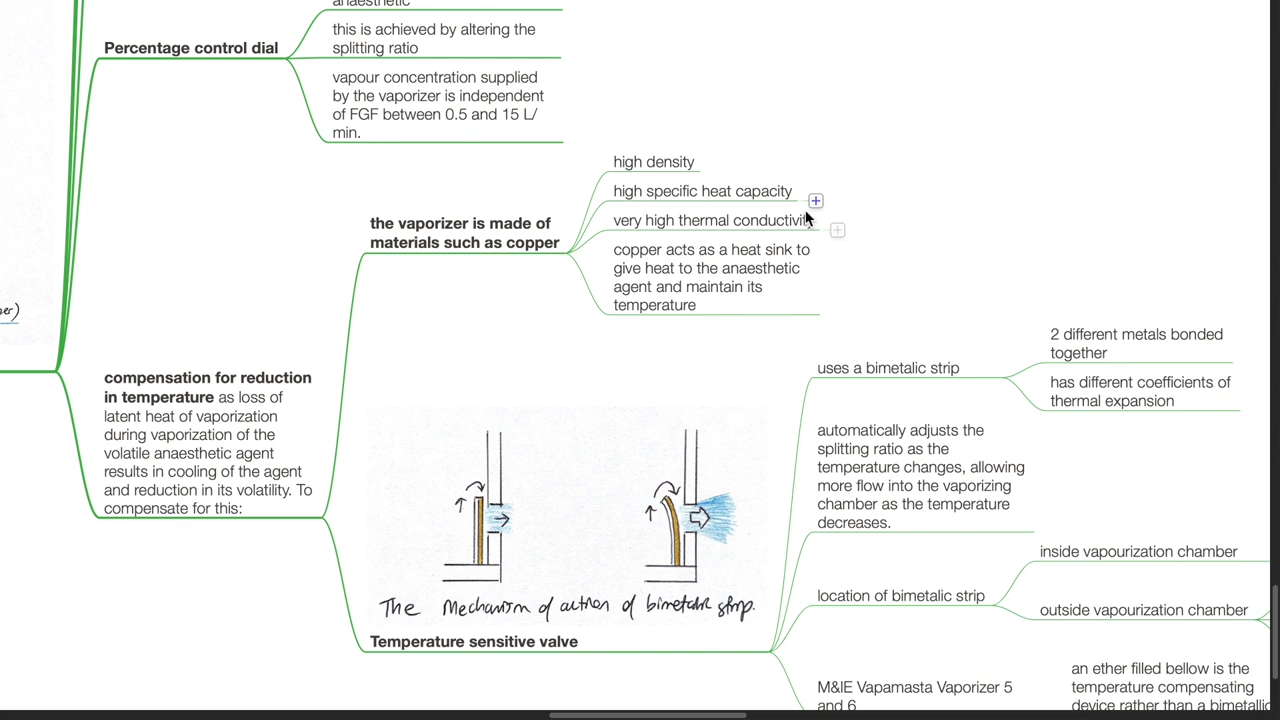 anaesthetic
Percentage control dial
this is achieved by altering the
splitting ratio
vapour concentration supplied
by the vaporizer is independent
of FGF between 0.5 and 15 L/
min.
the vaporizer is made of
materials such as copper
high density
high specific heat capacity
very high thermal conductivity
copper acts as a heat sink to
give heat to the anaesthetic
agent and maintain its
temperature
compensation for reduction
in temperature as loss of
latent heat of vaporization
during vaporization of the
volatile anaesthetic agent
results in cooling of the agent
and reduction in its volatility. To
compensate for this:
The Mechanism of action of bimetalic strip.
Temperature sensitive valve
uses a bimetalic strip
2 different metals bonded
together
has different coefficients of
thermal expansion
automatically adjusts the
splitting ratio as the
temperature changes, allowing
more flow into the vaporizing
chamber as the temperature
decreases.
location of bimetalic strip
inside vapourization chamber
outside vapourization chamber
M&IE Vapamasta Vaporizer 5
and 6
an ether filled bellow is the
temperature compensating
device rather than a bimetallic